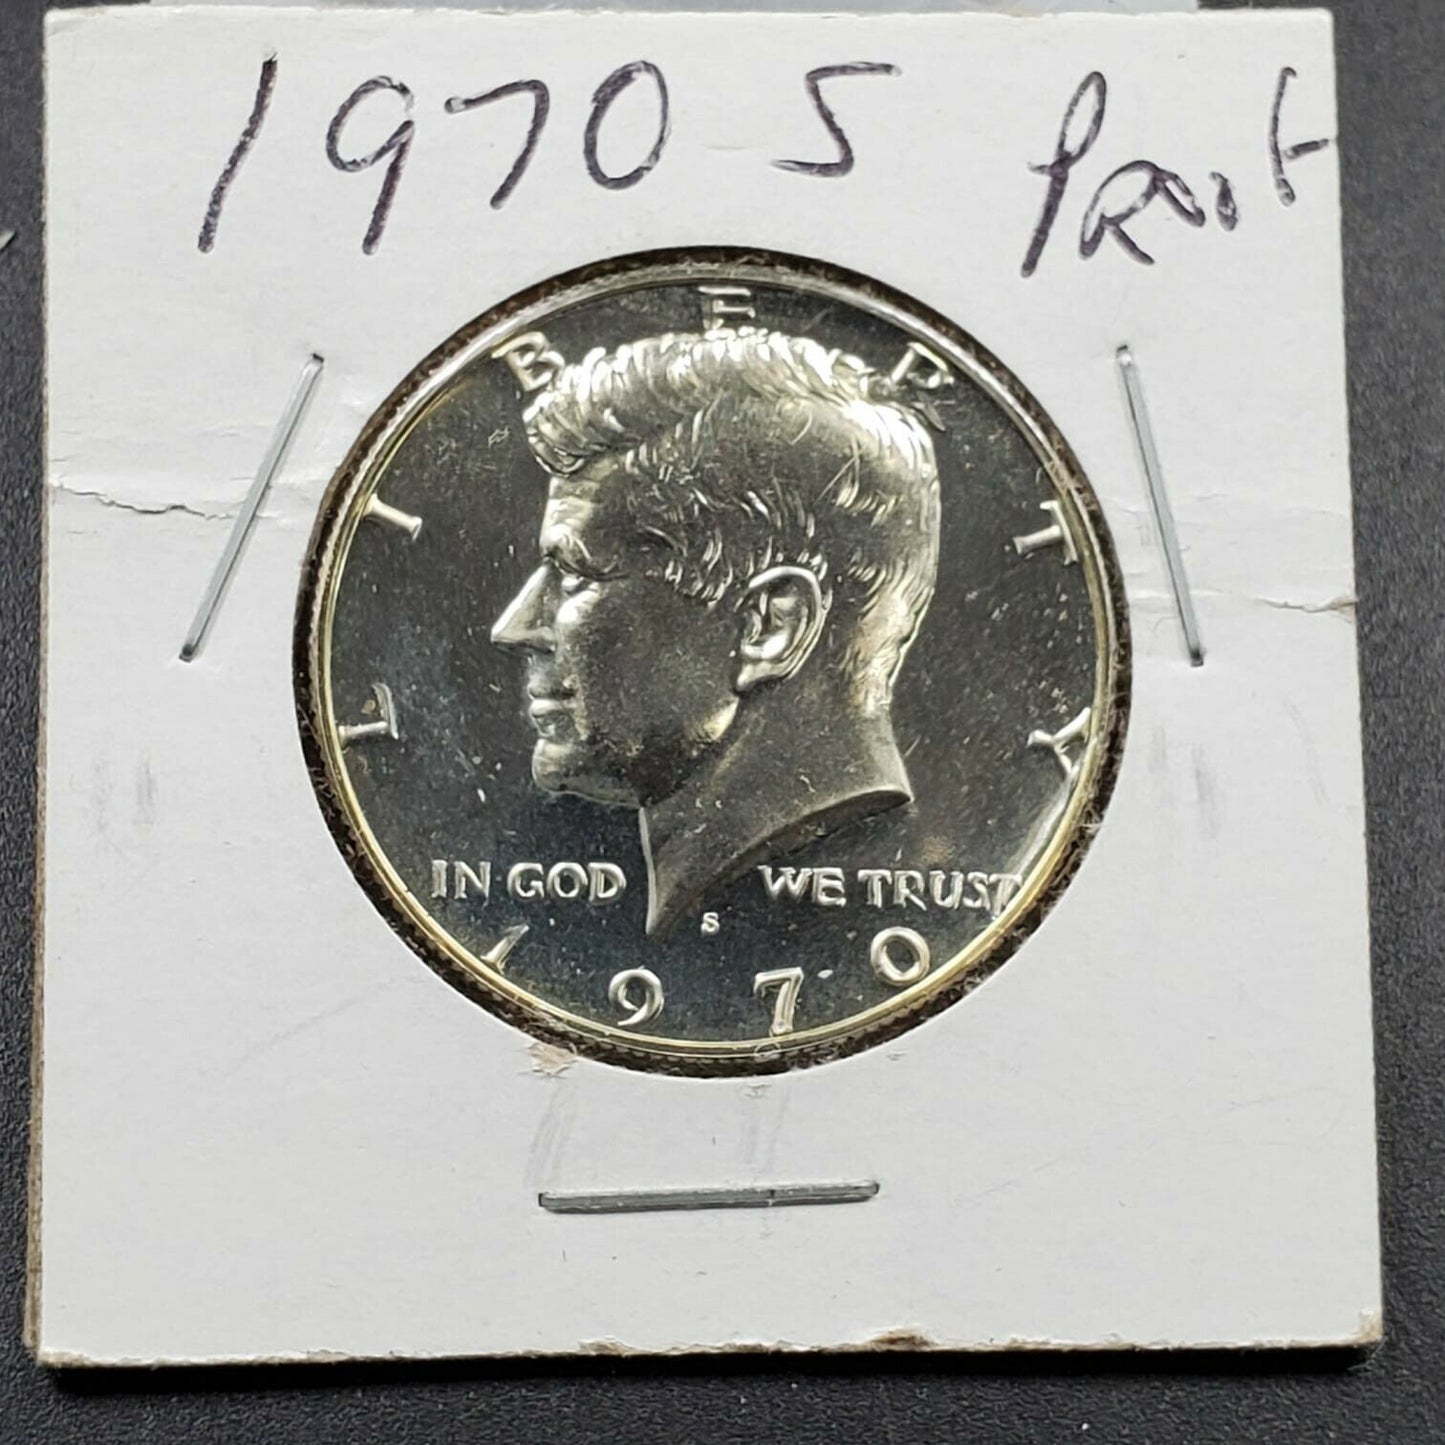 1970 S Proof
LIBERTY
IN GOD WE TRUST
S
1970